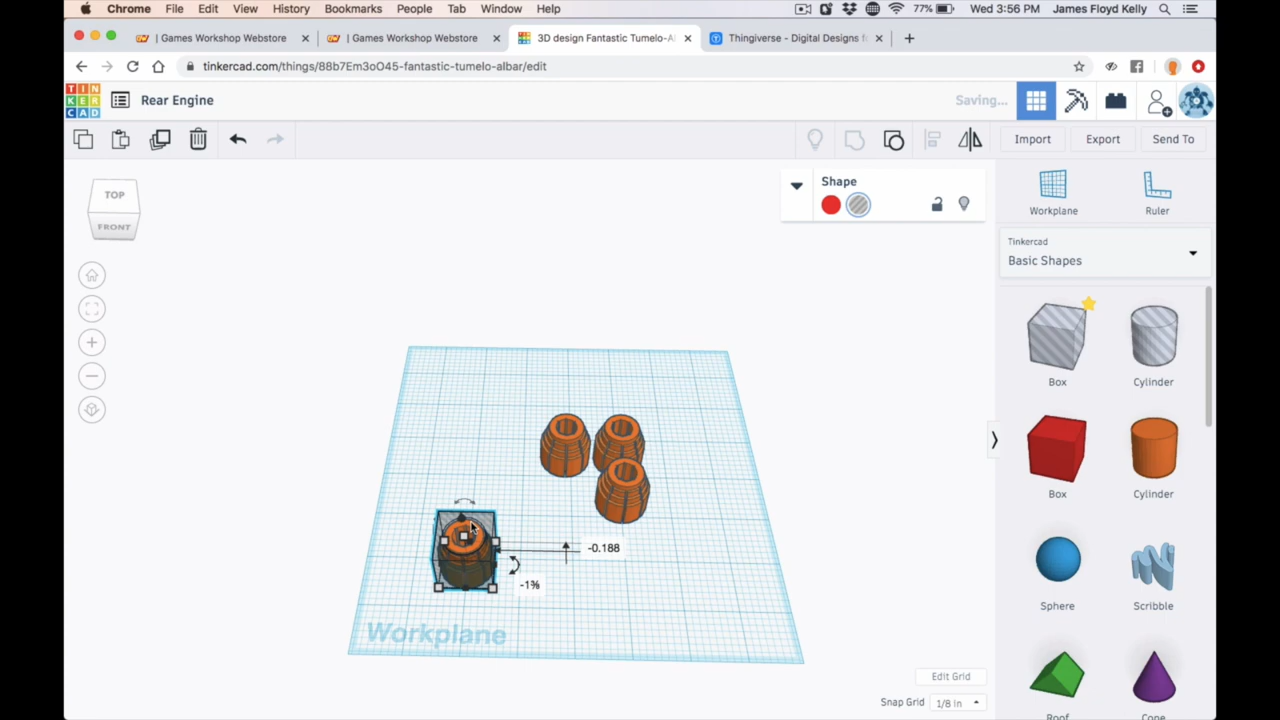 Chrome File Edit View History Bookmarks People Tab Window Help 77% Wed 3:56 PM James Floyd Kelly
| Games Workshop Webstore | Games Workshop Webstore 3D design Fantastic Tumelo-Al Thingiverse - Digital Designs f
tinkercad.com/things/88b7Em3oO45-fantastic-tumelo-albar/edit
TIN
KER
CAD
Rear Engine Saving...
Import Export Send To
Shape
TOP
FRONT
Workplane Ruler
Tinkercad
Basic Shapes
Box Cylinder
Box Cylinder
Sphere Scribble
Roof Cone
-0.188
-1⅜
Workplane
Edit Grid
Snap Grid 1/8 in